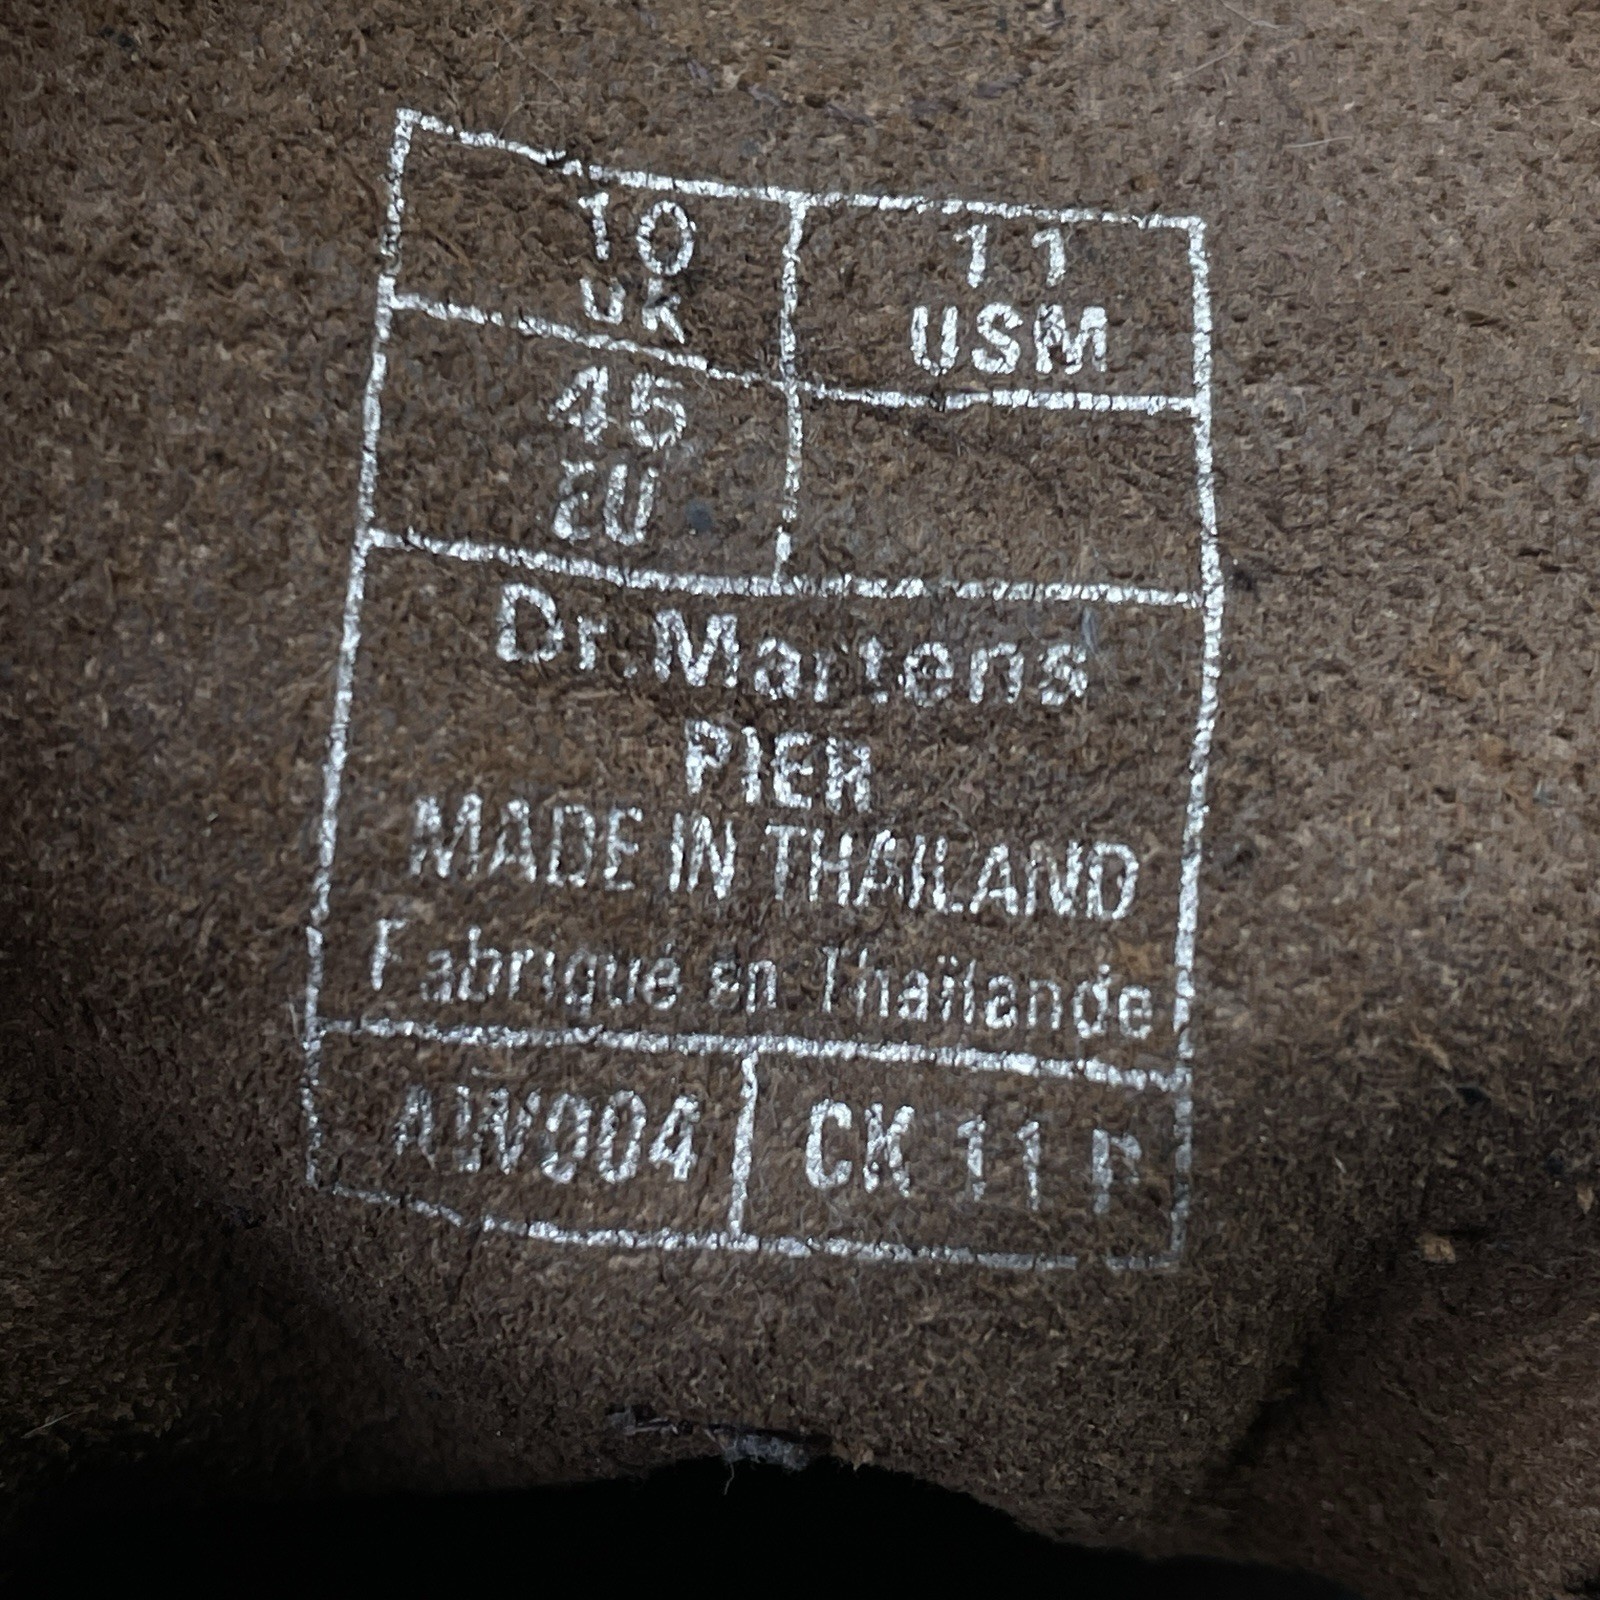 10
UK
11
USM
45
EU
Dr.Martens
PIER
MADE IN THAILAND
Fabriqué en Thaïlande
AW004
CK 11 P